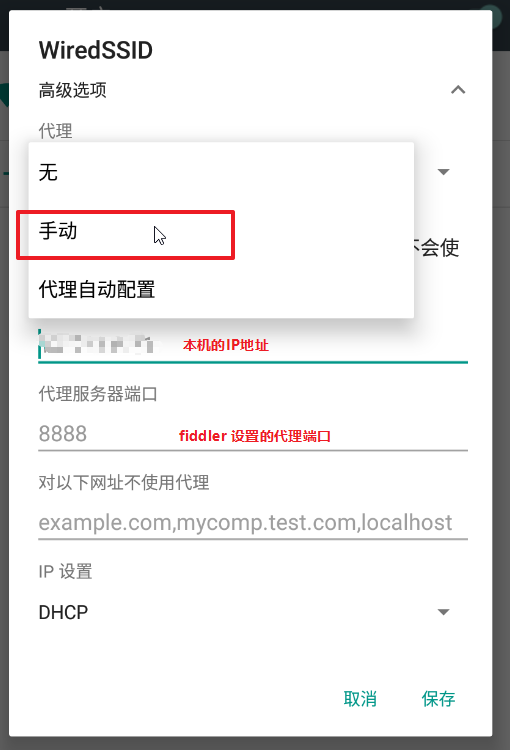 WiredSSID
高级选项
代理
无
手动
代理自动配置
不会使
本机的IP地址
代理服务器端口
8888
fiddler 设置的代理端口
对以下网址不使用代理
example.com,mycomp.test.com,localhost
IP 设置
DHCP
取消
保存